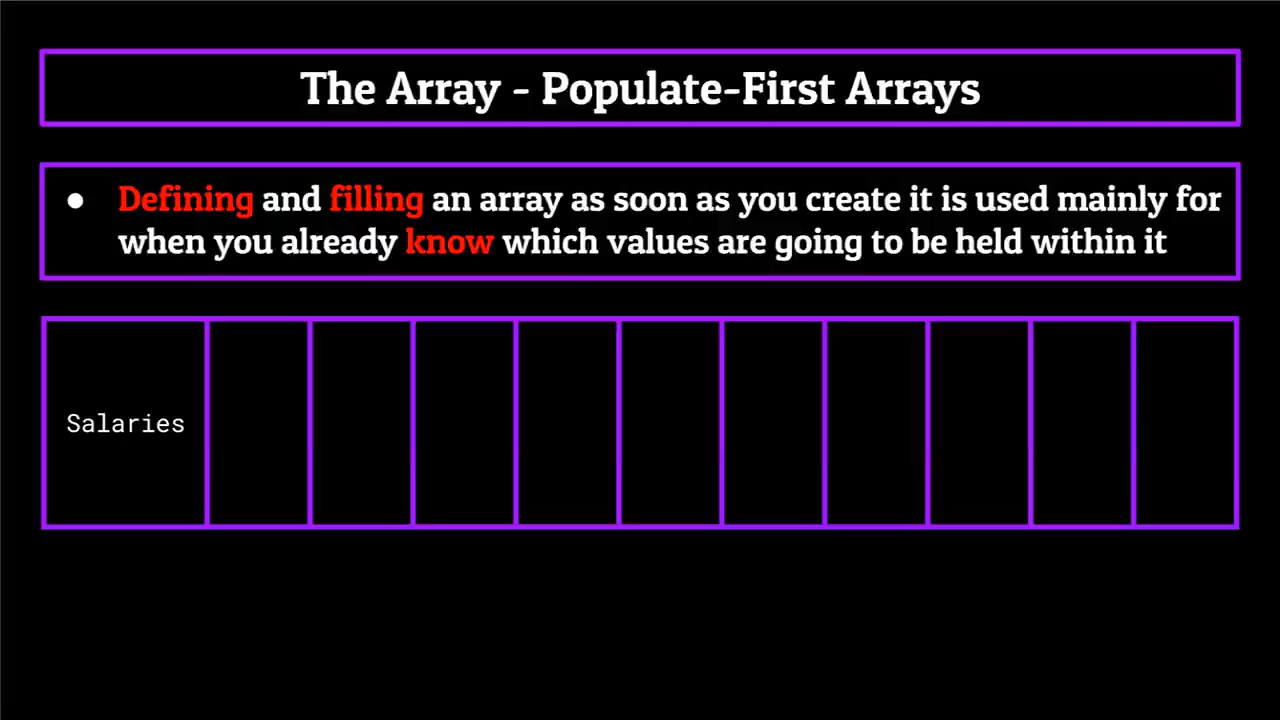 The Array - Populate-First Arrays
● Defining and filling an array as soon as you create it is used mainly for
when you already know which values are going to be held within it
Salaries